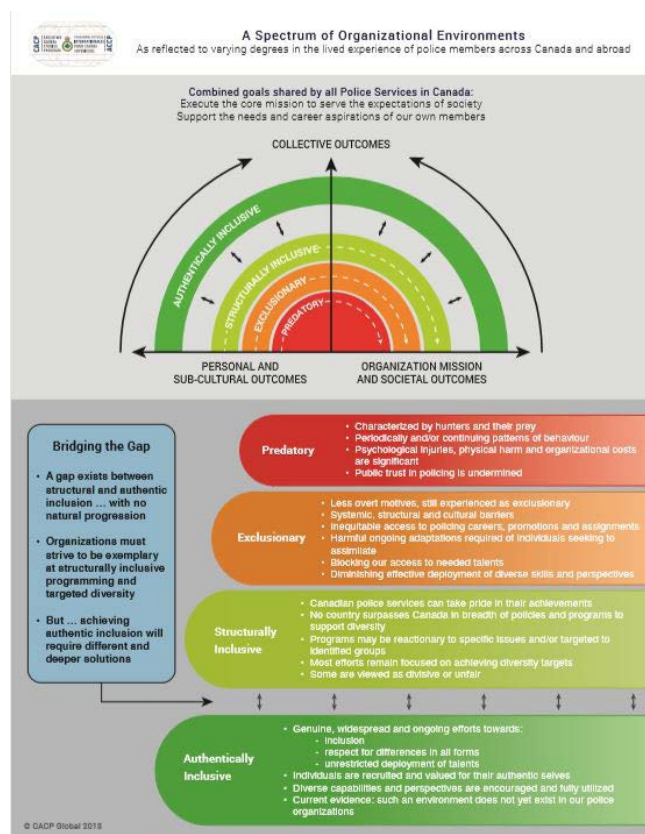 CACP
ACCP
A Spectrum of Organizational Environments
As reflected to varying degrees in the lived experience of police members across Canada and abroad
Combined goals shared by all Police Services in Canada:
Execute the core mission to serve the expectations of society
Support the needs and career aspirations of our own members
COLLECTIVE OUTCOMES
AUTHENTICALLY INCLUSIVE
STRUCTURALLY INCLUSIVE
EXCLUSIONARY
PREDATORY
PERSONAL AND
SUB-CULTURAL OUTCOMES
ORGANIZATION MISSION
AND SOCIETAL OUTCOMES
Bridging the Gap
• A gap exists between
structural and authentic
inclusion ... with no
natural progression
• Organizations must
strive to be exemplary
at structurally inclusive
programming and
targeted diversity
• But ... achieving
authentic inclusion will
require different and
deeper solutions
Predatory
• Characterized by hunters and their prey
• Periodically and/or continuing patterns of behaviour
• Psychological injuries, physical harm and organizational costs
are significant
• Public trust in policing is undermined
Exclusionary
• Less overt motives, still experienced as exclusionary
• Systemic, structural and cultural barriers
• Inequitable access to policing careers, promotions and assignments
• Harmful ongoing adaptations required of individuals seeking to
assimilate
• Blocking our access to needed talents
• Diminishing effective deployment of diverse skills and perspectives
Structurally
Inclusive
• Canadian police services can take pride in their achievements
• No country surpasses Canada in breadth of policies and programs to
support diversity
• Programs may be reactionary to specific issues and/or targeted to
identified groups
• Most efforts remain focused on achieving diversity targets
• Some are viewed as divisive or unfair
Authentically
Inclusive
• Genuine, widespread and ongoing efforts towards:
- inclusion
- respect for differences in all forms
- unrestricted deployment of talents
• Individuals are recruited and valued for their authentic selves
• Diverse capabilities and perspectives are encouraged and fully utilized
• Current evidence: such an environment does not yet exist in our police
organizations
© CACP Global 2018